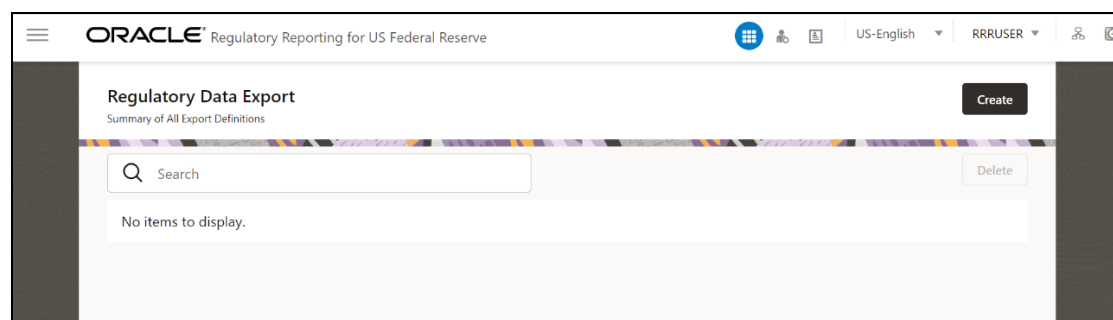 ORACLE® Regulatory Reporting for US Federal Reserve
US-English
RRRUSER
Regulatory Data Export
Summary of All Export Definitions
Create
Search
Delete
No items to display.